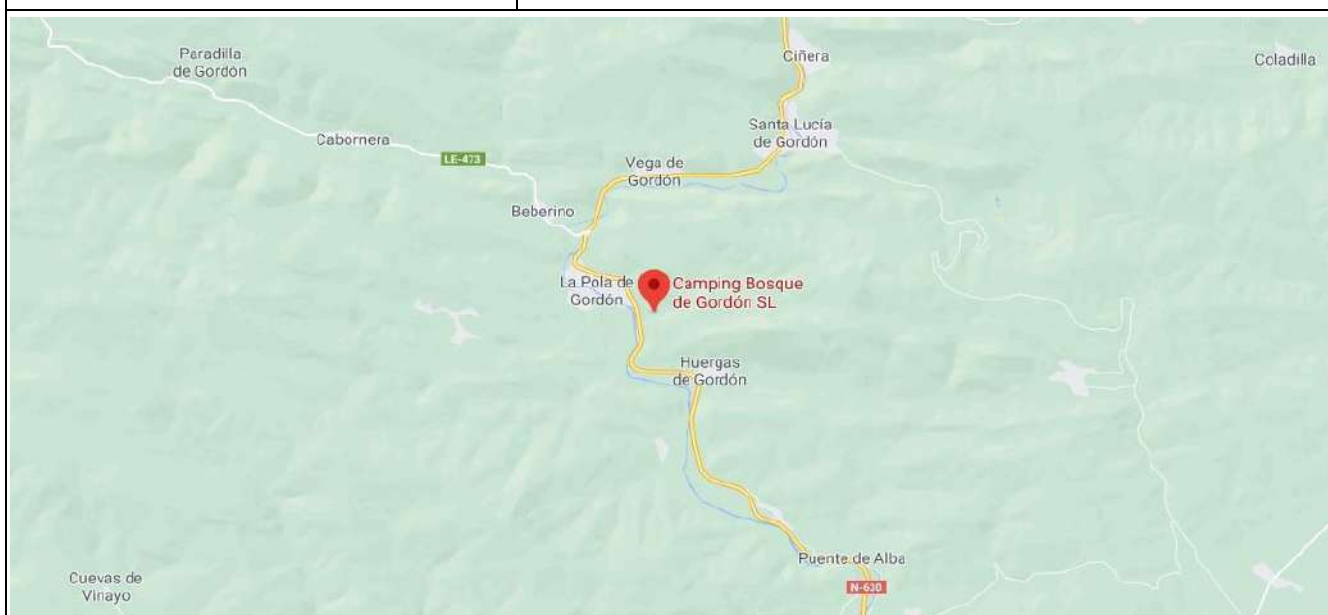 Paradilla
de Gordón
Ciñera
Coladilla
Cabornera
Santa Lucía
de Gordón
LE-473
Vega de
Gordón
Beberino
La Pola de
Gordón
Camping Bosque
de Gordón SL
Huergas
de Gordón
Puente de Alba
N-630
Cuevas de
Vinayo